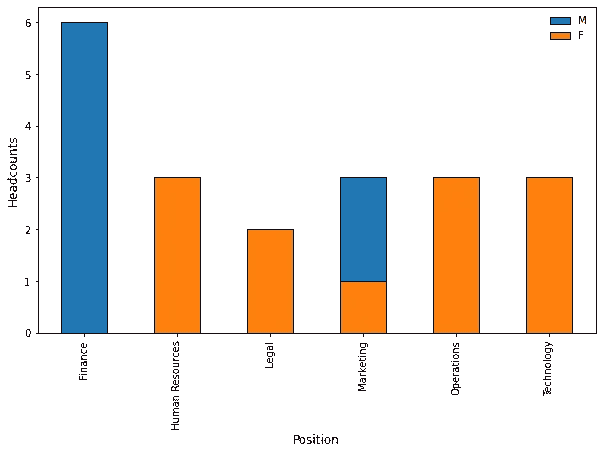 M
F
6
5
4
3
2
1
0
Headcounts
Finance
Human Resources
Legal
Marketing
Operations
Technology
Position